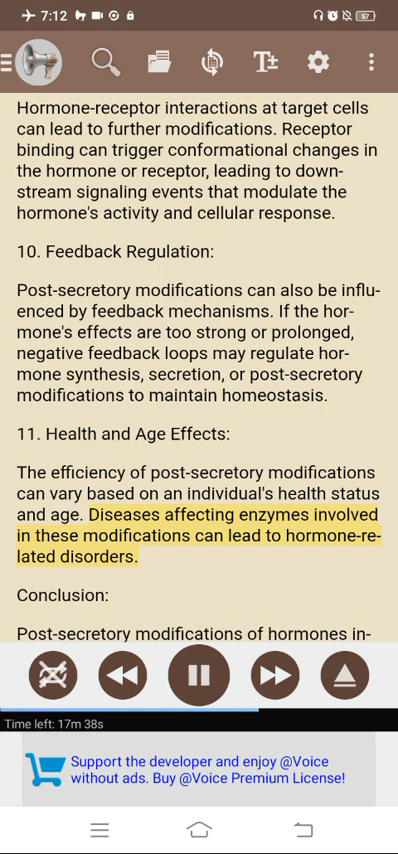 7:12
57
T±
Hormone-receptor interactions at target cells
can lead to further modifications. Receptor
binding can trigger conformational changes in
the hormone or receptor, leading to down-
stream signaling events that modulate the
hormone's activity and cellular response.
10. Feedback Regulation:
Post-secretory modifications can also be influ-
enced by feedback mechanisms. If the hor-
mone's effects are too strong or prolonged,
negative feedback loops may regulate hor-
mone synthesis, secretion, or post-secretory
modifications to maintain homeostasis.
11. Health and Age Effects:
The efficiency of post-secretory modifications
can vary based on an individual's health status
and age. Diseases affecting enzymes involved
in these modifications can lead to hormone-re-
lated disorders.
Conclusion:
Post-secretory modifications of hormones in-
Time left: 17m 38s
Support the developer and enjoy @Voice
without ads. Buy @Voice Premium License!